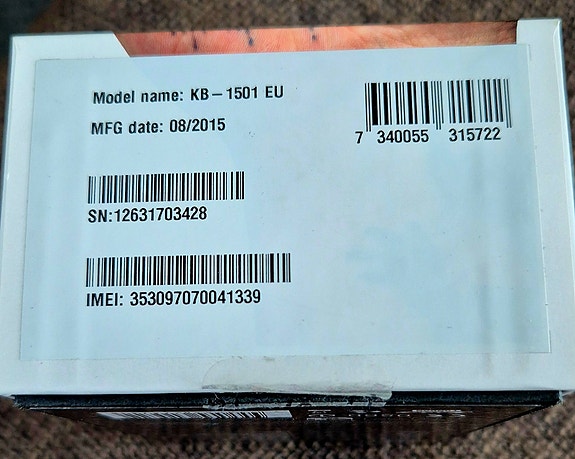 Model name: KB-1501 EU
MFG date: 08/2015
7 340055 315722
SN:12631703428
IMEI: 353097070041339